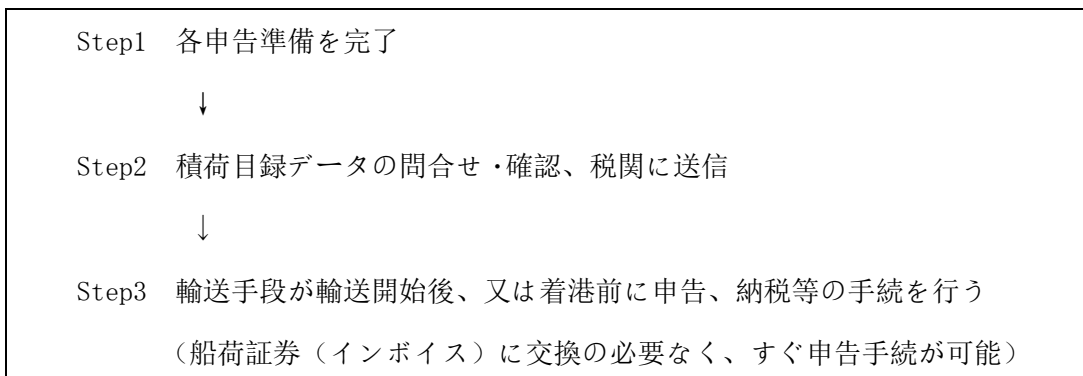 Step1 各申告準備を完了
↓
Step2 積荷目録データの問合せ・確認、税関に送信
↓
Step3 輸送手段が輸送開始後、又は着港前に申告、納税等の手続を行う
（船荷証券（インボイス）に交換の必要なく、すぐ申告手続が可能）